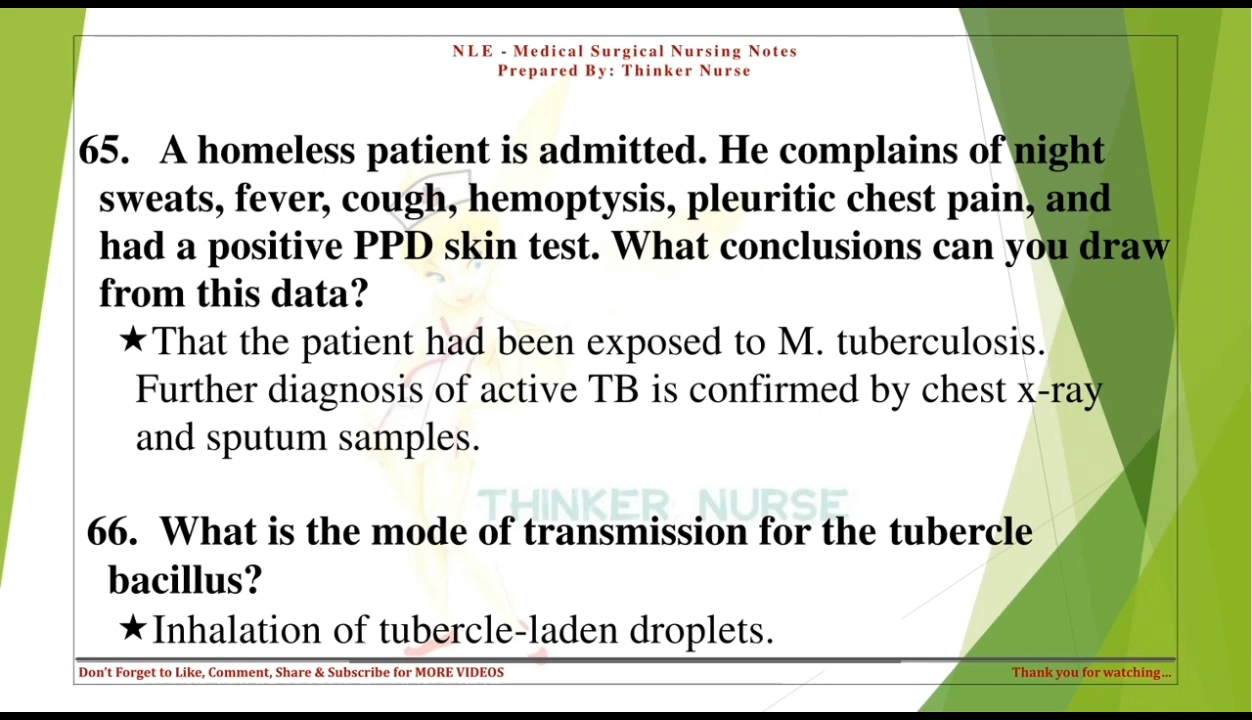 NLE - Medical Surgical Nursing Notes
Prepared By: Thinker Nurse
65. A homeless patient is admitted. He complains of night
sweats, fever, cough, hemoptysis, pleuritic chest pain, and
had a positive PPD skin test. What conclusions can you draw
from this data?
★That the patient had been exposed to M. tuberculosis.
Further diagnosis of active TB is confirmed by chest x-ray
and sputum samples.
THINKER NURSE
66. What is the mode of transmission for the tubercle
bacillus?
★Inhalation of tubercle-laden droplets.
Don't Forget to Like, Comment, Share & Subscribe for MORE VIDEOS
Thank you for watching...